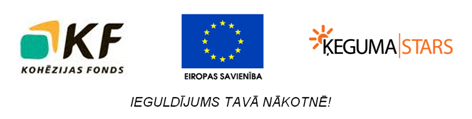 KF
KOHĒZIJAS FONDS
EIROPAS SAVIENĪBA
ĶEGUMA|STARS
IEGULDĪJUMS TAVĀ NĀKOTNĒ!